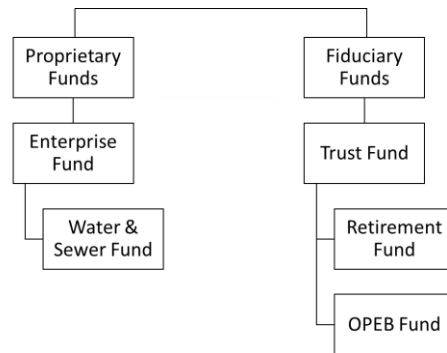 Proprietary
Funds
Fiduciary
Funds
Enterprise
Fund
Trust Fund
Water &
Sewer Fund
Retirement
Fund
OPEB Fund